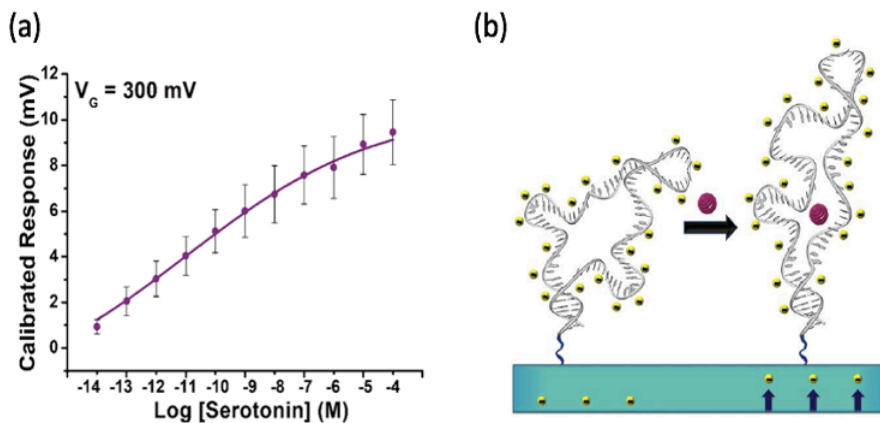 (a)
(b)
V_G = 300 mV
Calibrated Response (mV)
12
10
8
6
4
2
0
-14 -13 -12 -11 -10 -9 -8 -7 -6 -5 -4
Log [Serotonin] (M)